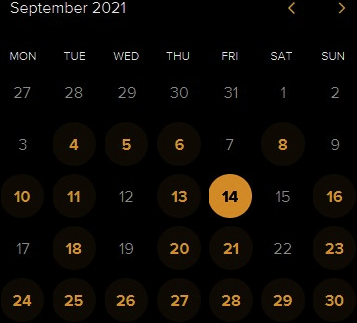 September 2021
MON TUE WED THU FRI SAT SUN
27 28 29 30 31 1 2
3 4 5 6 7 8 9
10 11 12 13 14 15 16
17 18 19 20 21 22 23
24 25 26 27 28 29 30